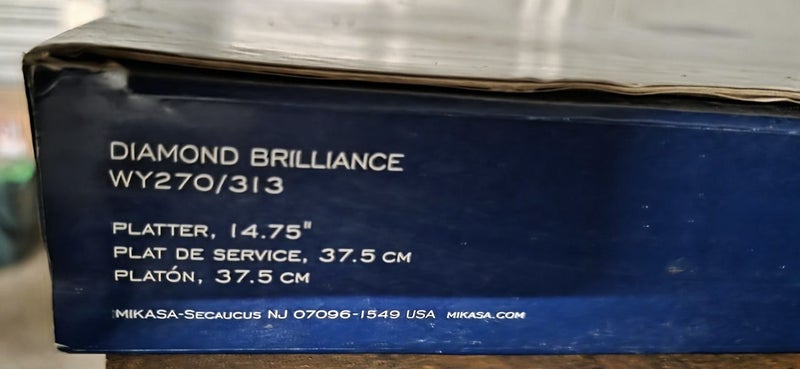 DIAMOND BRILLIANCE
WY270/313
PLATTER, 14.75"
PLAT DE SERVICE, 37.5 CM
PLATÓN, 37.5 CM
MIKASA-SECAUCUS NJ 07096-1549 USA MIKASA.COM